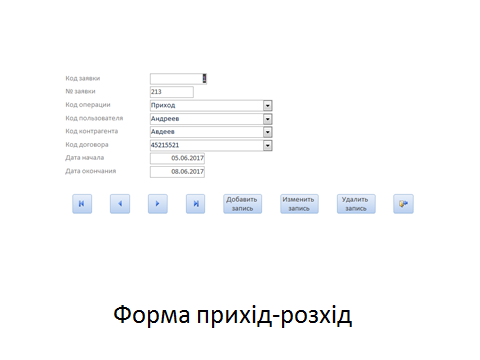 Код заявки 1
№ заявки 213
Код операции Приход
Код пользователя Андреев
Код контрагента Авдеев
Код договора 45215521
Дата начала 05.06.2017
Дата окончания 08.06.2017
Добавить запись Изменить запись Удалить запись
Форма прихід-розхід